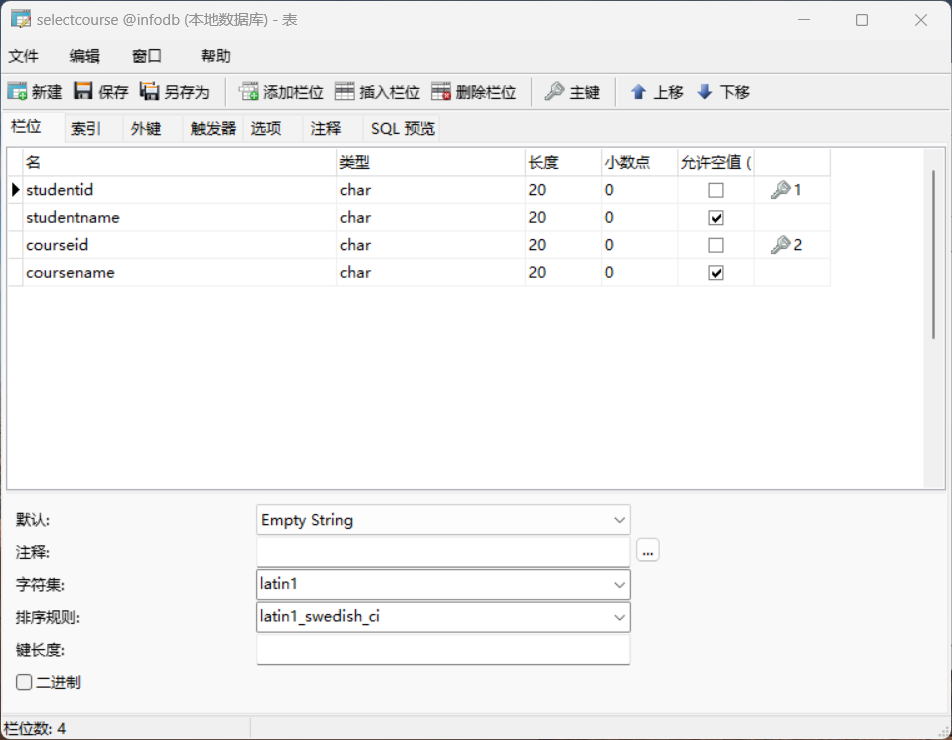 selectcourse @infodb (本地数据库) - 表
文件 编辑 窗口 帮助
新建 保存 另存为 添加栏位 插入栏位 删除栏位 主键 上移 下移
栏位 索引 外键 触发器 选项 注释 SQL 预览
名 类型 长度 小数点 允许空值 (
studentid char 20 0 1
studentname char 20 0
courseid char 20 0 2
coursename char 20 0
默认: Empty String
注释: ...
字符集: latin1
排序规则: latin1_swedish_ci
键长度:
二进制
栏位数: 4